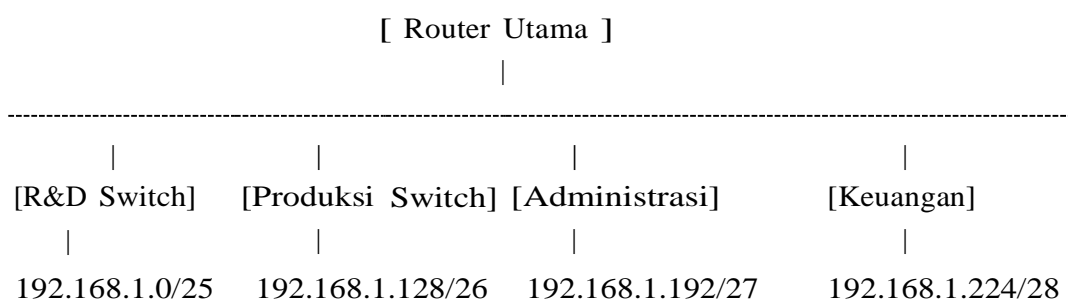 [ Router Utama ]
|
--------------------------------------------------------------------------------
| | | |
[R&D Switch] [Produksi Switch] [Administrasi] [Keuangan]
| | | |
192.168.1.0/25 192.168.1.128/26 192.168.1.192/27 192.168.1.224/28